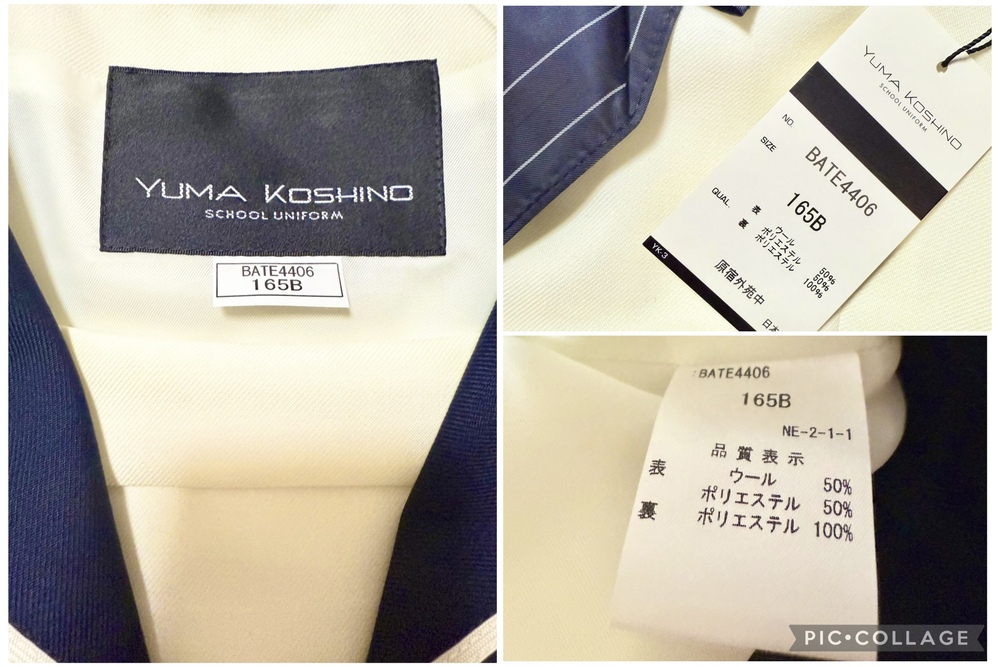 YUMA KOSHINO
SCHOOL UNIFORM
BATE4406
165B
YUMA KOSHINO
SCHOOL UNIFORM
NO.
BATE4406
SIZE
165B
QUAL
表 ウール 50%
ポリエステル 50%
裏 ポリエステル 100%
原宿外苑中
YK-3
日本
BATE4406
165B
NE-2-1-1
品質表示
表 ウール 50%
ポリエステル 50%
裏 ポリエステル 100%
PIC•COLLAGE